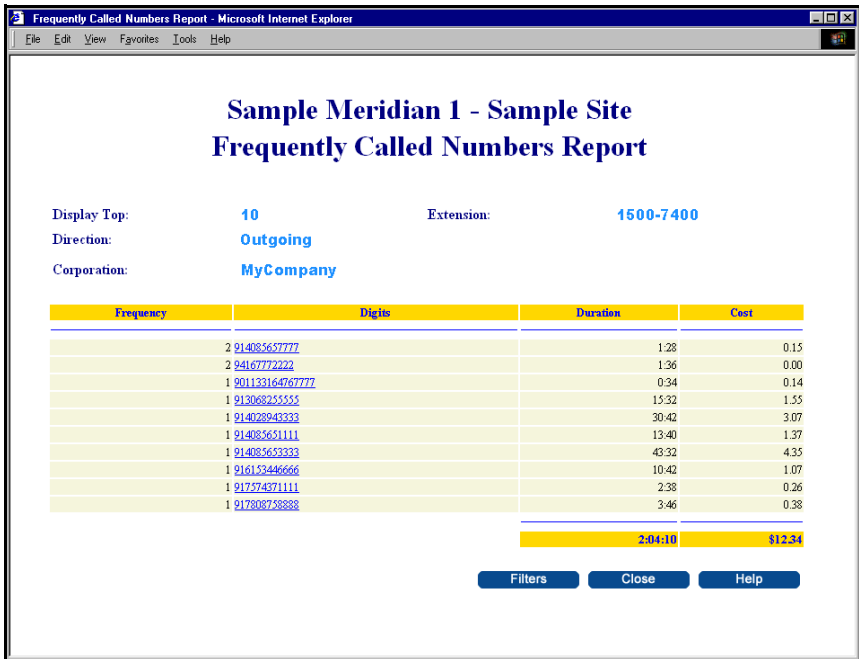 Frequently Called Numbers Report - Microsoft Internet Explorer
File Edit View Favorites Tools Help
Sample Meridian 1 - Sample Site
Frequently Called Numbers Report
Display Top: 10 Extension: 1500-7400
Direction: Outgoing
Corporation: MyCompany
Frequency Digits Duration Cost
2 914085657777 1:28 0.15
2 94167772222 1:36 0.00
1 901133164767777 0:34 0.14
1 913068255555 15:32 1.55
1 914028943333 30:42 3.07
1 914085651111 13:40 1.37
1 914085653333 43:32 4.35
1 916153446666 10:42 1.07
1 917574371111 2:38 0.26
1 917808758888 3:46 0.38
2:04:10 $12.34
Filters Close Help